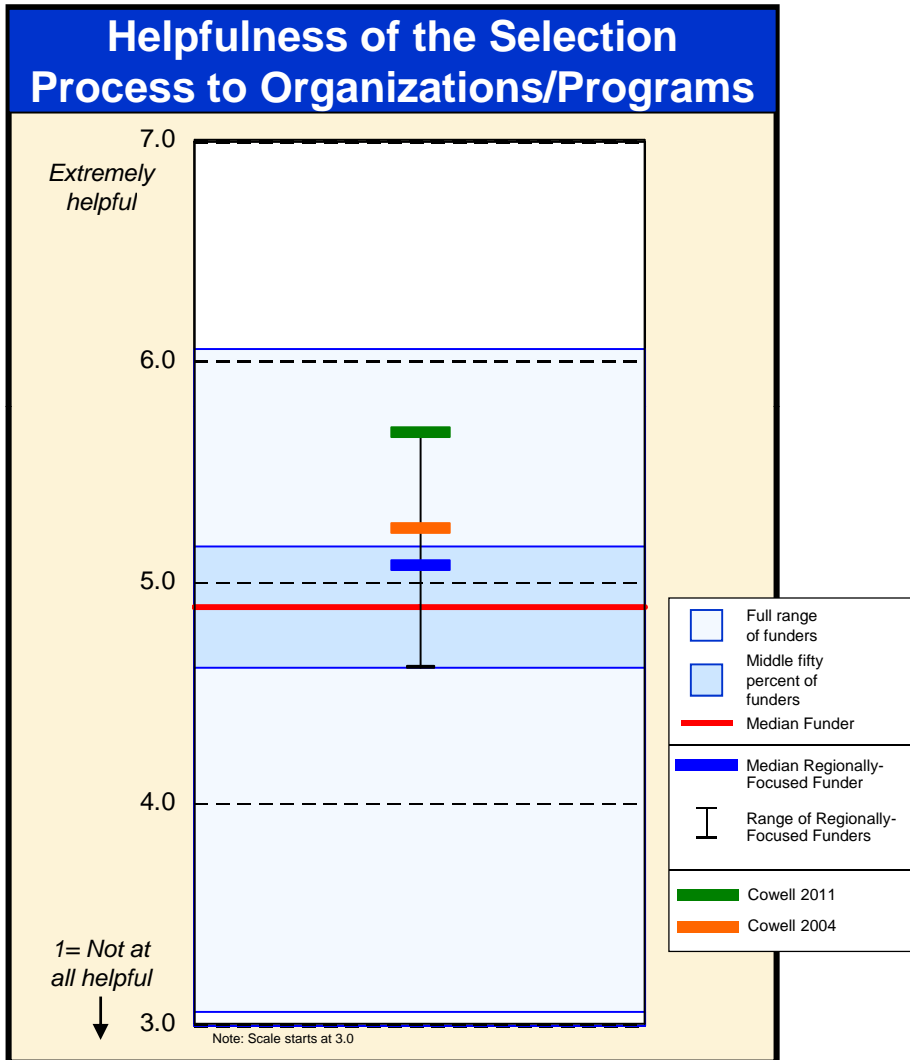 Helpfulness of the Selection
Process to Organizations/Programs
7.0
Extremely
helpful
6.0
5.0
4.0
1= Not at
all helpful
3.0
Note: Scale starts at 3.0
Full range
of funders
Middle fifty
percent of
funders
Median Funder
Median Regionally-
Focused Funder
Range of Regionally-
Focused Funders
Cowell 2011
Cowell 2004